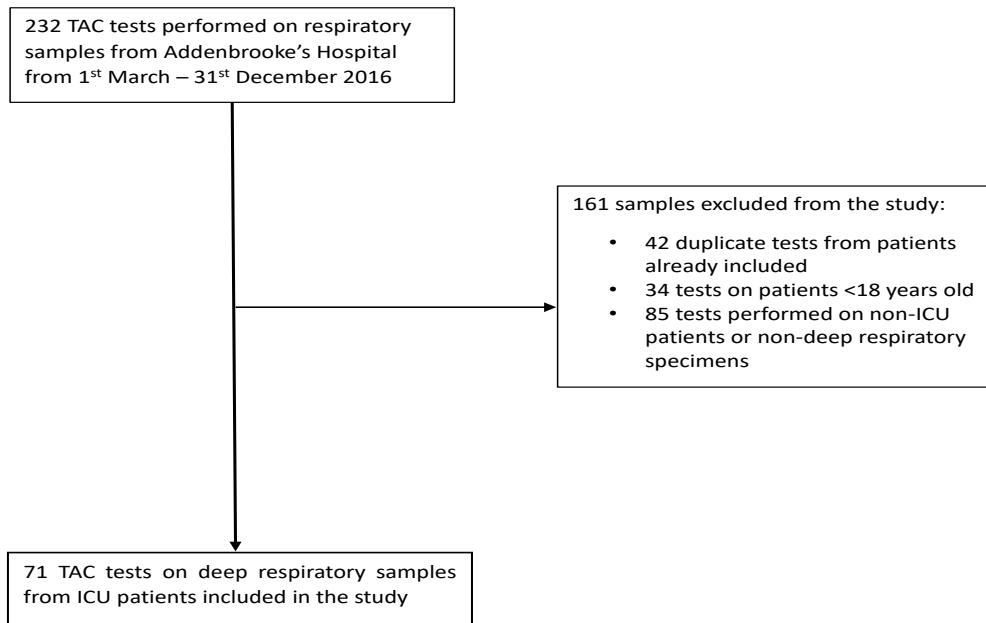 232 TAC tests performed on respiratory
samples from Addenbrooke’s Hospital
from 1st March – 31st December 2016
161 samples excluded from the study:
• 42 duplicate tests from patients
already included
• 34 tests on patients <18 years old
• 85 tests performed on non-ICU
patients or non-deep respiratory
specimens
71 TAC tests on deep respiratory samples
from ICU patients included in the study